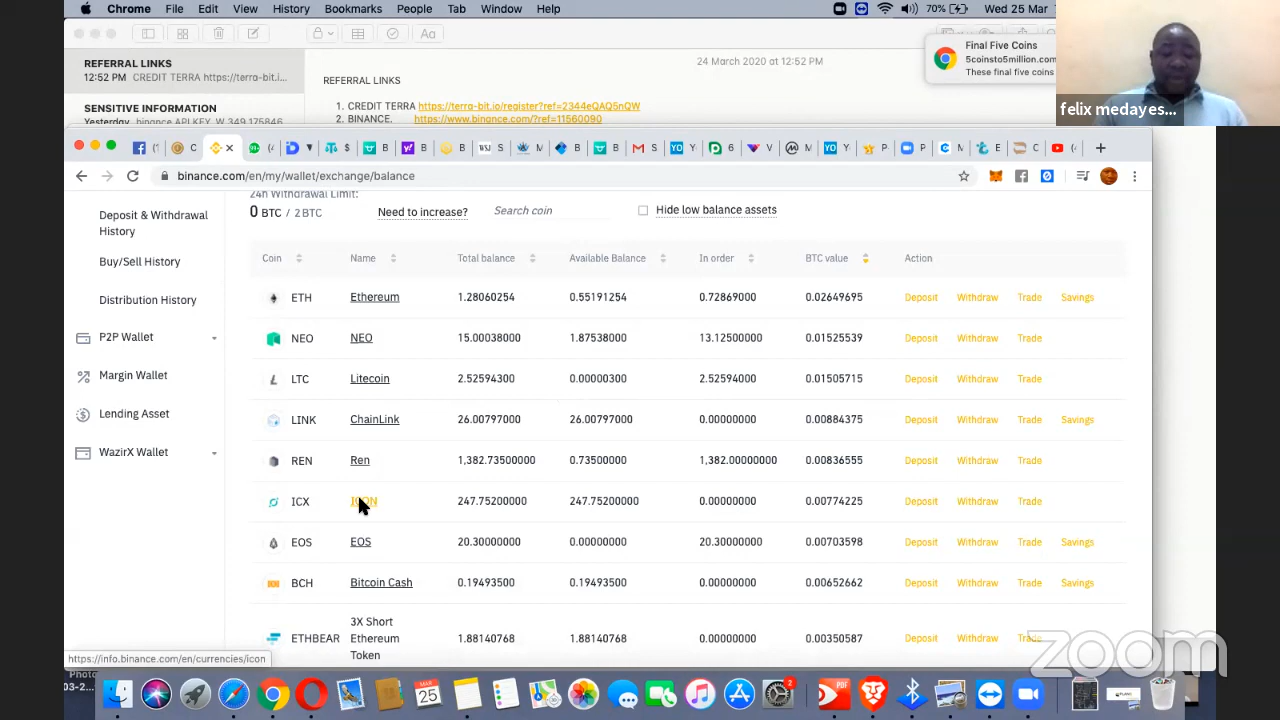 Chrome File Edit View History Bookmarks People Tab Window Help 70% Wed 25 Mar
REFERRAL LINKS
12:52 PM CREDIT TERRA https://terra-bit.i...
SENSITIVE INFORMATION
24 March 2020 at 12:52 PM
REFERRAL LINKS
1. CREDIT TERRA https://terra-bit.io/register?ref=2344eQAQ5nQW
2. BINANCE. https://www.binance.com/?ref=11560090
Final Five Coins
5coinsto5million.com
These final five coins
felix medayes...
binance.com/en/my/wallet/exchange/balance
24h Withdrawal Limit:
0 BTC / 2 BTC Need to increase? Search coin Hide low balance assets
Deposit & Withdrawal
History
Buy/Sell History
Distribution History
P2P Wallet
Margin Wallet
Lending Asset
WazirX Wallet
Coin Name Total balance Available Balance In order BTC value Action
ETH Ethereum 1.28060254 0.55191254 0.72869000 0.02649695 Deposit Withdraw Trade Savings
NEO NEO 15.00038000 1.87538000 13.12500000 0.01525539 Deposit Withdraw Trade
LTC Litecoin 2.52594300 0.00000300 2.52594000 0.01505715 Deposit Withdraw Trade
LINK ChainLink 26.00797000 26.00797000 0.00000000 0.00884375 Deposit Withdraw Trade Savings
REN Ren 1,382.73500000 0.73500000 1,382.00000000 0.00836555 Deposit Withdraw Trade
ICX ICON 247.75200000 247.75200000 0.00000000 0.00774225 Deposit Withdraw Trade
EOS EOS 20.30000000 0.00000000 20.30000000 0.00703598 Deposit Withdraw Trade Savings
BCH Bitcoin Cash 0.19493500 0.19493500 0.00000000 0.00652662 Deposit Withdraw Trade Savings
3X Short
ETHBEAR Ethereum 1.88140768 1.88140768 0.00000000 0.00350587 Deposit Withdraw Trade
Token
https://info.binance.com/en/currencies/icon
zoom